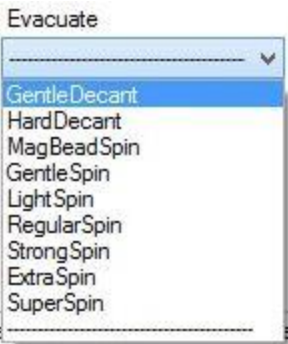 Evacuate
------------------------------------
GentleDecant
HardDecant
MagBeadSpin
GentleSpin
LightSpin
RegularSpin
StrongSpin
ExtraSpin
SuperSpin
------------------------------------